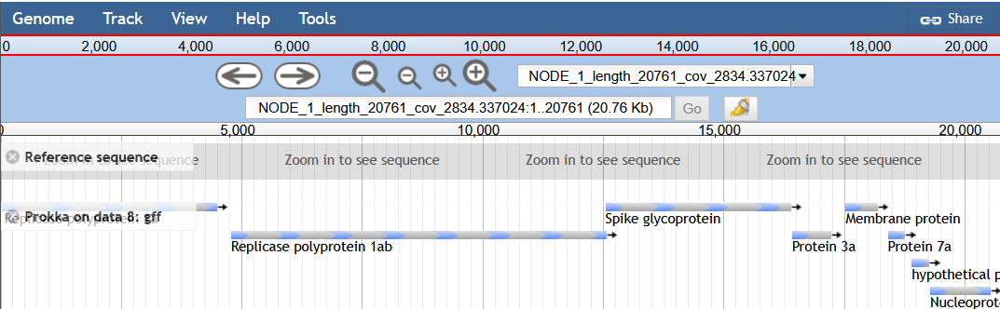 Genome Track View Help Tools Share
0 2,000 4,000 6,000 8,000 10,000 12,000 14,000 16,000 18,000 20,000
NODE_1_length_20761_cov_2834.337024
NODE_1_length_20761_cov_2834.337024:1..20761 (20.76 Kb) Go
0 5,000 10,000 15,000 20,000
Reference sequence Zoom in to see sequence Zoom in to see sequence Zoom in to see sequence Zoom in to see sequence
Prokka on data 8: gff
Replicase polyprotein
Spike glycoprotein Membrane protein
Replicase polyprotein 1ab Protein 3a Protein 7a
hypothetical p
Nucleoprot